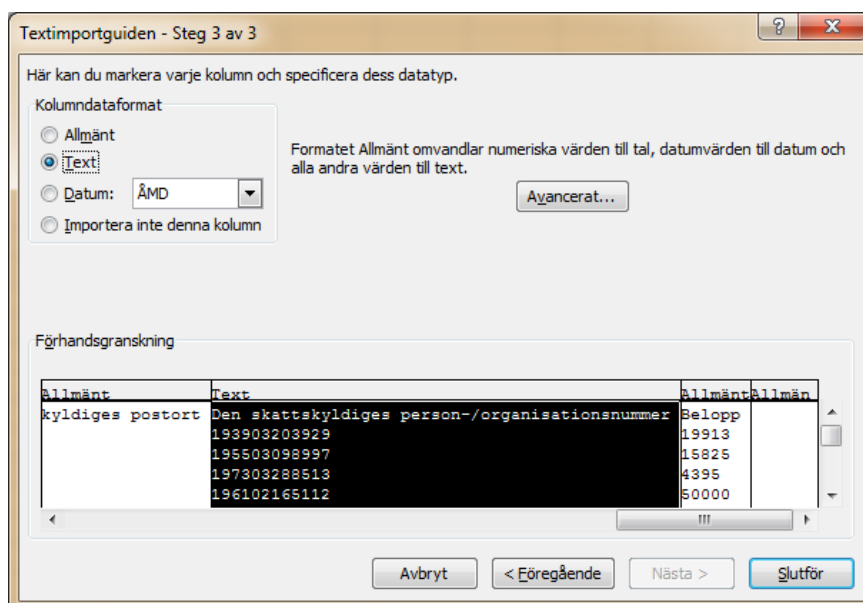 Textimportguiden - Steg 3 av 3
Här kan du markera varje kolumn och specificera dess datatyp.
Kolumndataformat
Allmänt
Text
Datum: ÅMD
Importera inte denna kolumn
Formatet Allmänt omvandlar numeriska värden till tal, datumvärden till datum och
alla andra värden till text.
Avancerat...
Förhandsgranskning
Allmänt Text Allmänt Allmän
kyldiges postort Den skattskyldiges person-/organisationsnummer Belopp
193903203929 19913
195503098997 15825
197303288513 4395
196102165112 50000
Avbryt < Föregående Nästa > Slutför